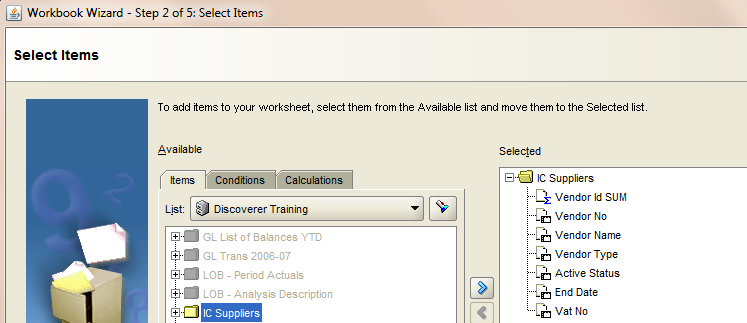 Workbook Wizard - Step 2 of 5: Select Items
Select Items
To add items to your worksheet, select them from the Available list and move them to the Selected list.
Available
Items Conditions Calculations
List: Discoverer Training
GL List of Balances YTD
GL Trans 2006-07
LOB - Period Actuals
LOB - Analysis Description
IC Suppliers
Selected
IC Suppliers
Vendor Id SUM
Vendor No
Vendor Name
Vendor Type
Active Status
End Date
Vat No